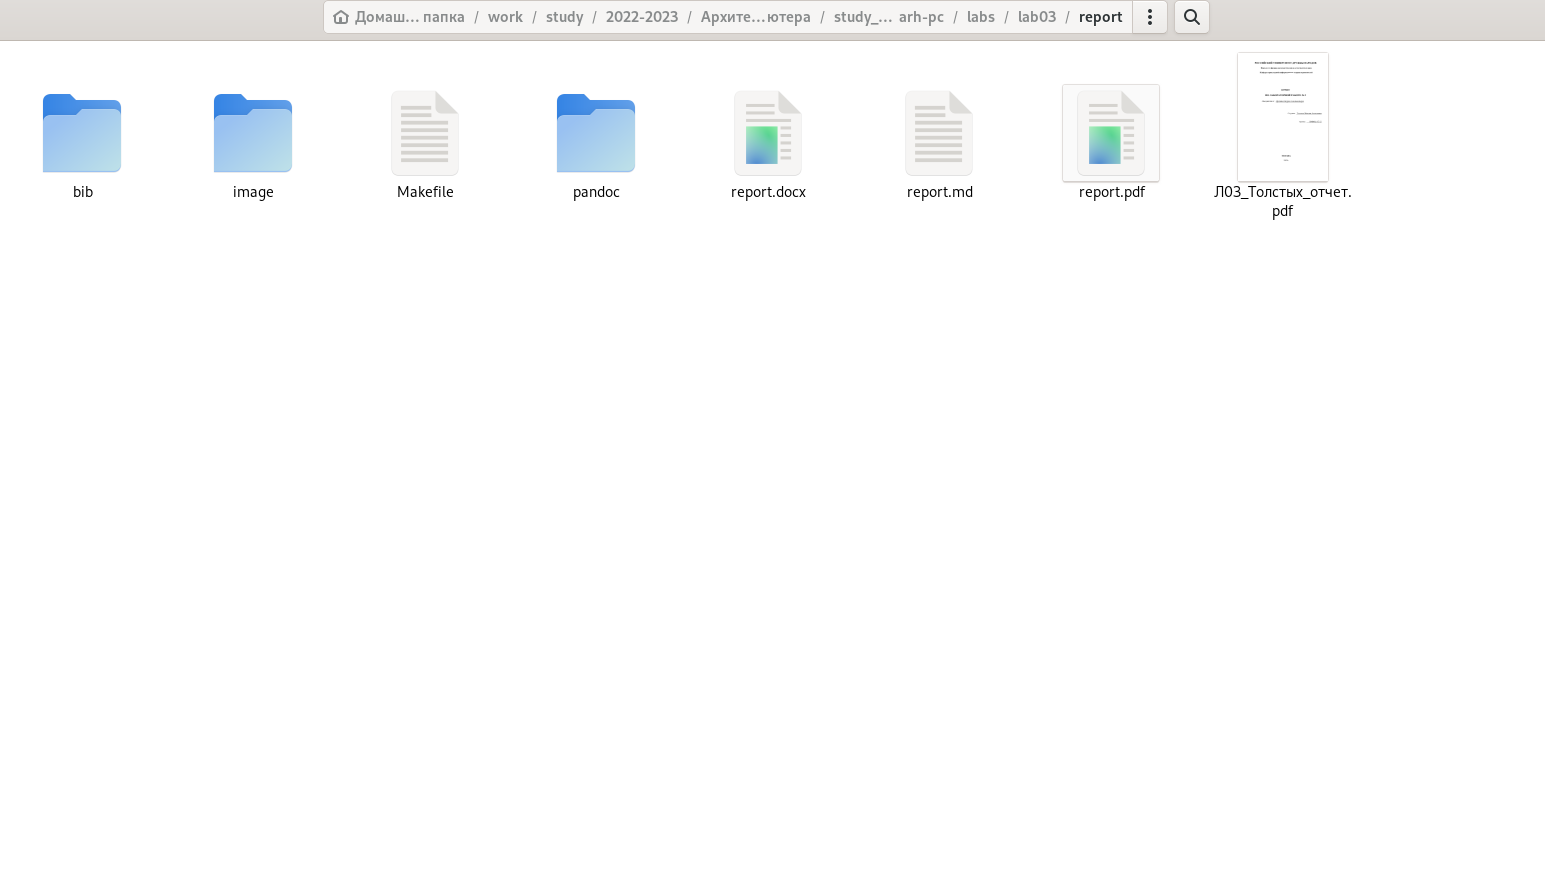 Домаш… папка / work / study / 2022-2023 / Архите…ютера / study_… arh-pc / labs / lab03 / report
bib
image
Makefile
pandoc
report.docx
report.md
report.pdf
Л03_Толстых_отчет.
pdf